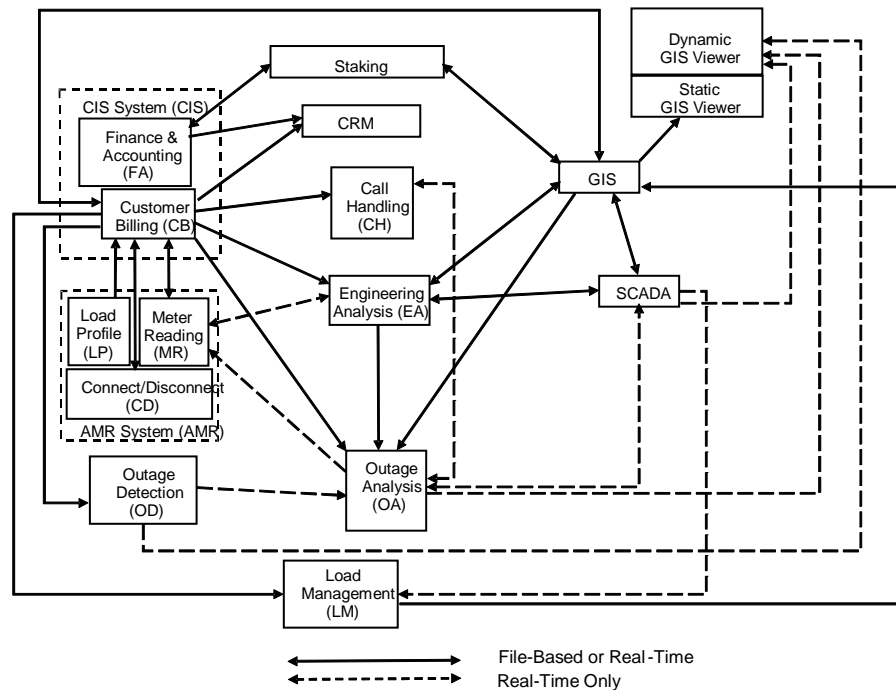 Dynamic
GIS Viewer
Static
GIS Viewer
Staking
CIS System (CIS)
Finance &
Accounting
(FA)
CRM
Call
Handling
(CH)
GIS
Customer
Billing (CB)
Engineering
Analysis (EA)
SCADA
Load
Profile
(LP)
Meter
Reading
(MR)
Connect/Disconnect
(CD)
AMR System (AMR)
Outage
Detection
(OD)
Outage
Analysis
(OA)
Load
Management
(LM)
File-Based or Real-Time
Real-Time Only